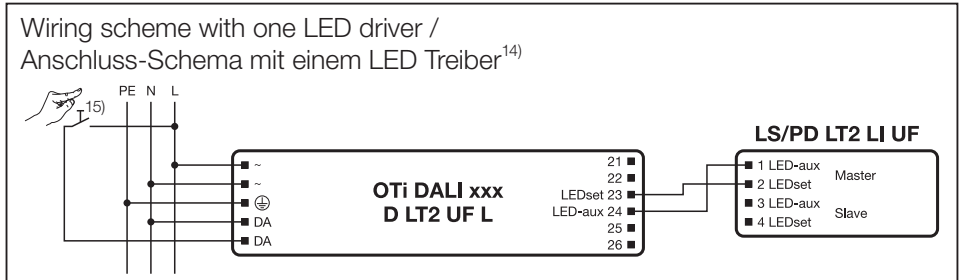 Wiring scheme with one LED driver /
Anschluss-Schema mit einem LED Treiber14)
PE N L
15)
LS/PD LT2 LI UF
~
~
DA
DA
OTi DALI xxx
D LT2 UF L
21
22
LEDset 23
LED-aux 24
25
26
1 LED-aux
2 LEDset
Master
3 LED-aux
4 LEDset
Slave